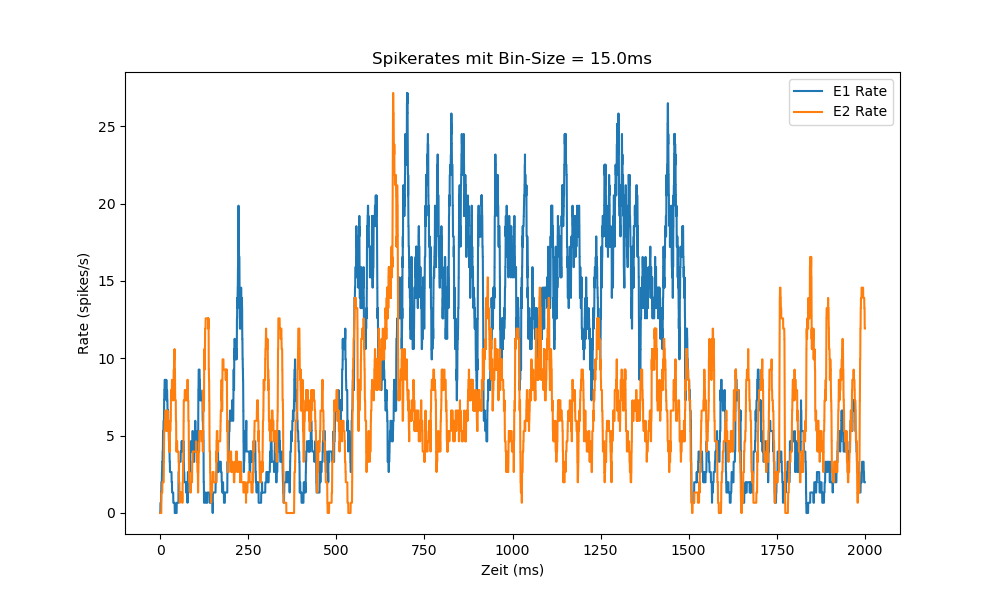 Spikerates mit Bin-Size = 15.0ms
E1 Rate
E2 Rate
25
20
15
10
5
0
Rate (spikes/s)
0 250 500 750 1000 1250 1500 1750 2000
Zeit (ms)